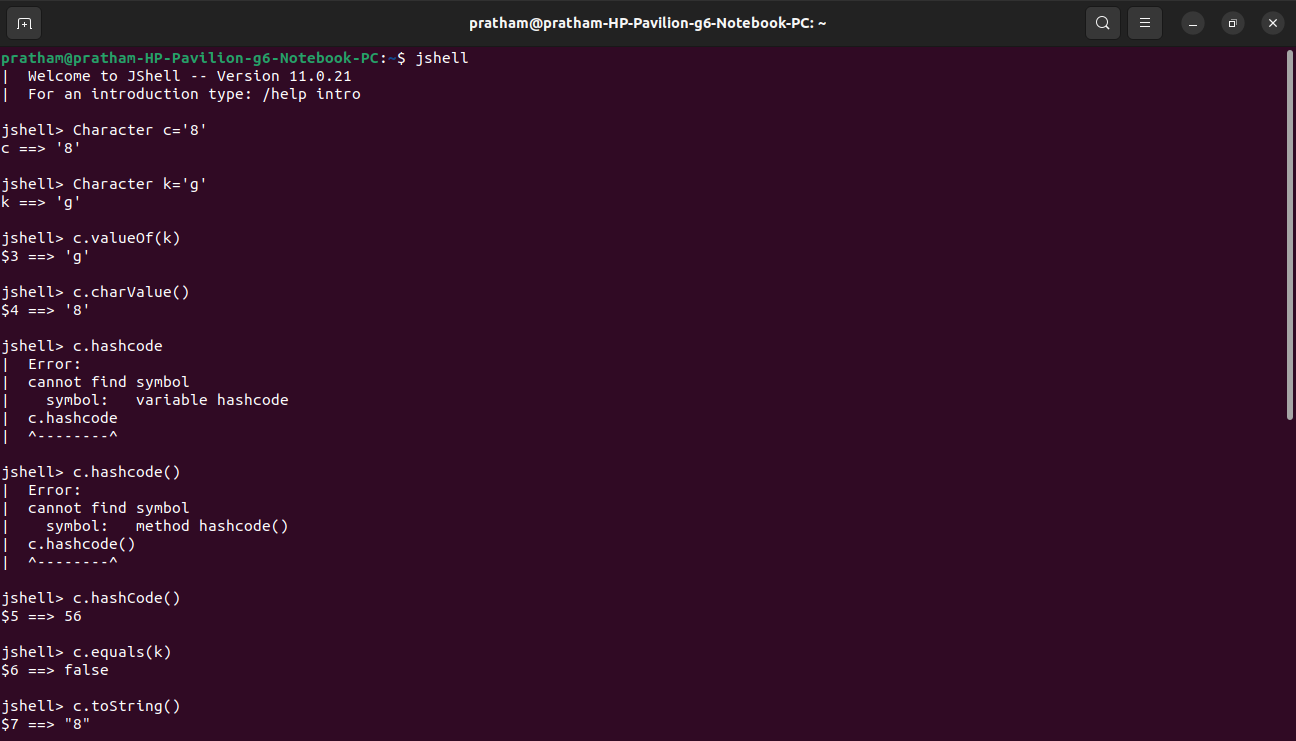 pratham@pratham-HP-Pavilion-g6-Notebook-PC: ~
pratham@pratham-HP-Pavilion-g6-Notebook-PC:~$ jshell
|  Welcome to JShell -- Version 11.0.21
|  For an introduction type: /help intro

jshell> Character c='8'
c ==> '8'

jshell> Character k='g'
k ==> 'g'

jshell> c.valueOf(k)
$3 ==> 'g'

jshell> c.charValue()
$4 ==> '8'

jshell> c.hashcode
|  Error:
|  cannot find symbol
|    symbol:   variable hashcode
|  c.hashcode
|  ^--------^

jshell> c.hashcode()
|  Error:
|  cannot find symbol
|    symbol:   method hashcode()
|  c.hashcode()
|  ^--------^

jshell> c.hashCode()
$5 ==> 56

jshell> c.equals(k)
$6 ==> false

jshell> c.toString()
$7 ==> "8"